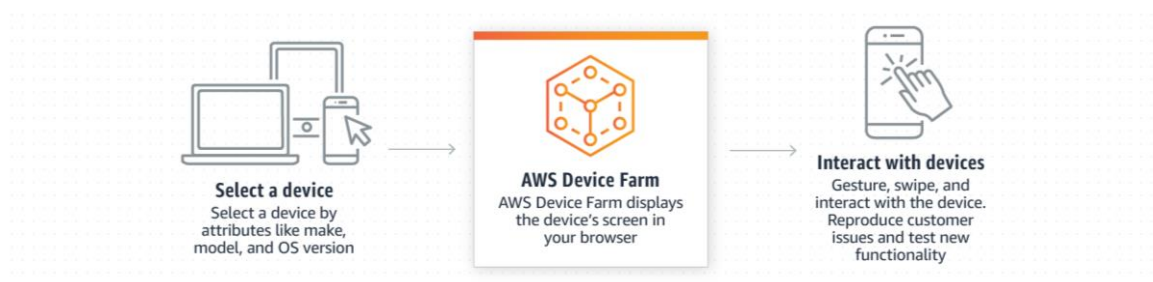 Select a device
Select a device by
attributes like make,
model, and OS version
AWS Device Farm
AWS Device Farm displays
the device's screen in
your browser
Interact with devices
Gesture, swipe, and
interact with the device.
Reproduce customer
issues and test new
functionality